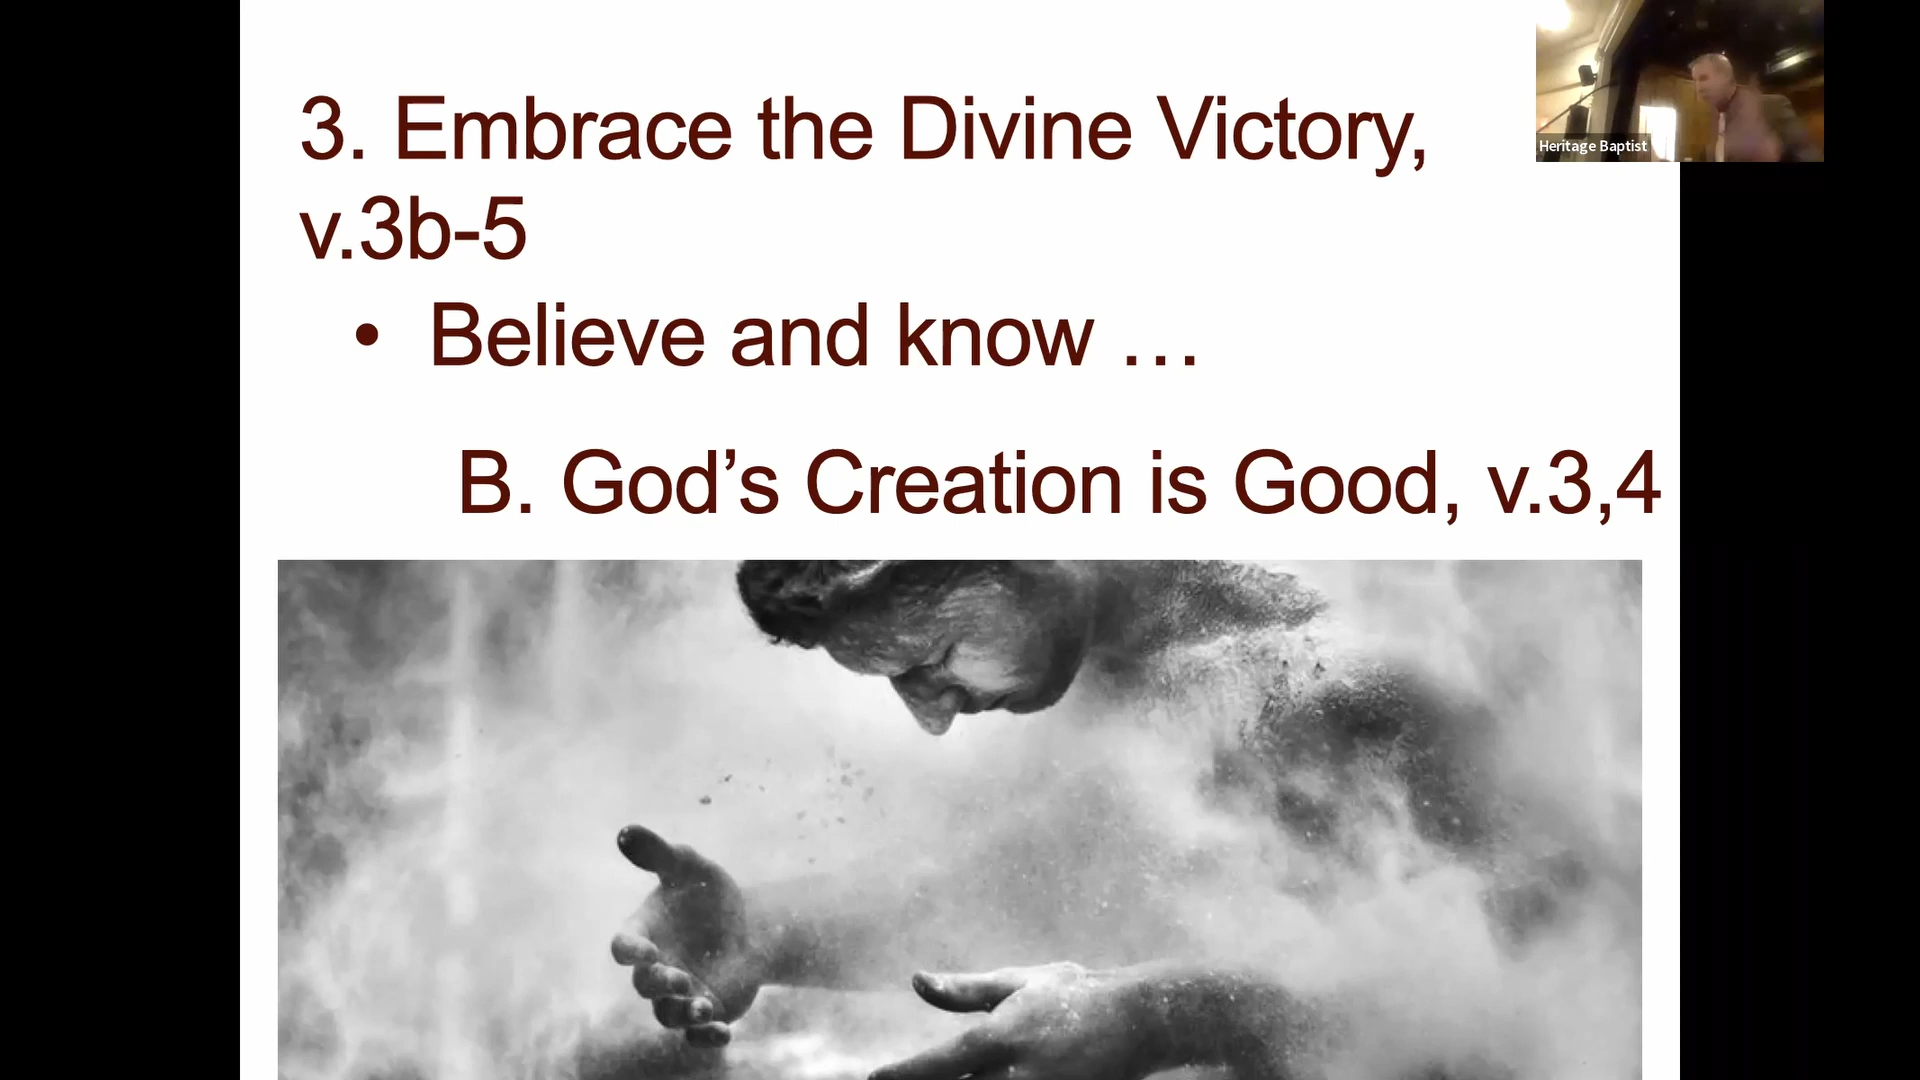 3. Embrace the Divine Victory,
v.3b-5
• Believe and know …
B. God’s Creation is Good, v.3,4
Heritage Baptist